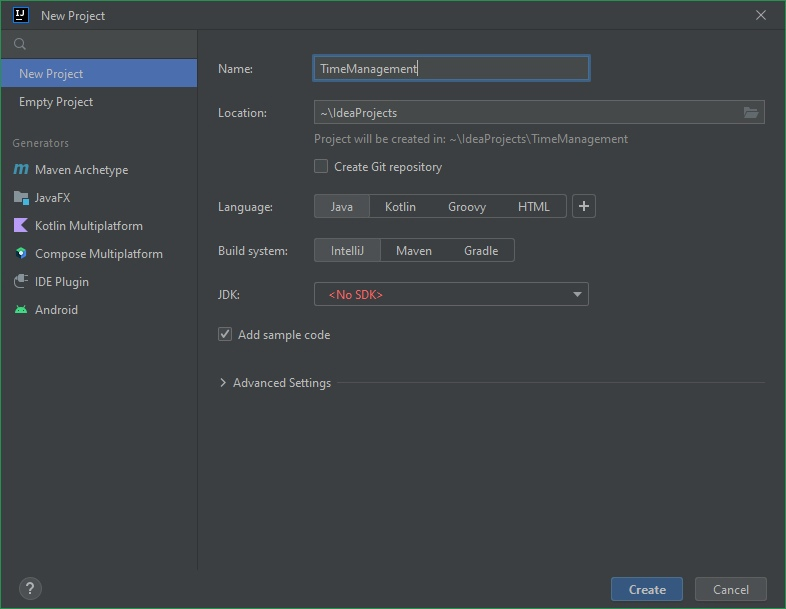 New Project
New Project
Empty Project
Generators
Maven Archetype
JavaFX
Kotlin Multiplatform
Compose Multiplatform
IDE Plugin
Android
Name: TimeManagement
Location: ~\IdeaProjects
Project will be created in: ~\IdeaProjects\TimeManagement
Create Git repository
Language: Java Kotlin Groovy HTML +
Build system: IntelliJ Maven Gradle
JDK: <No SDK>
Add sample code
Advanced Settings
? Create Cancel